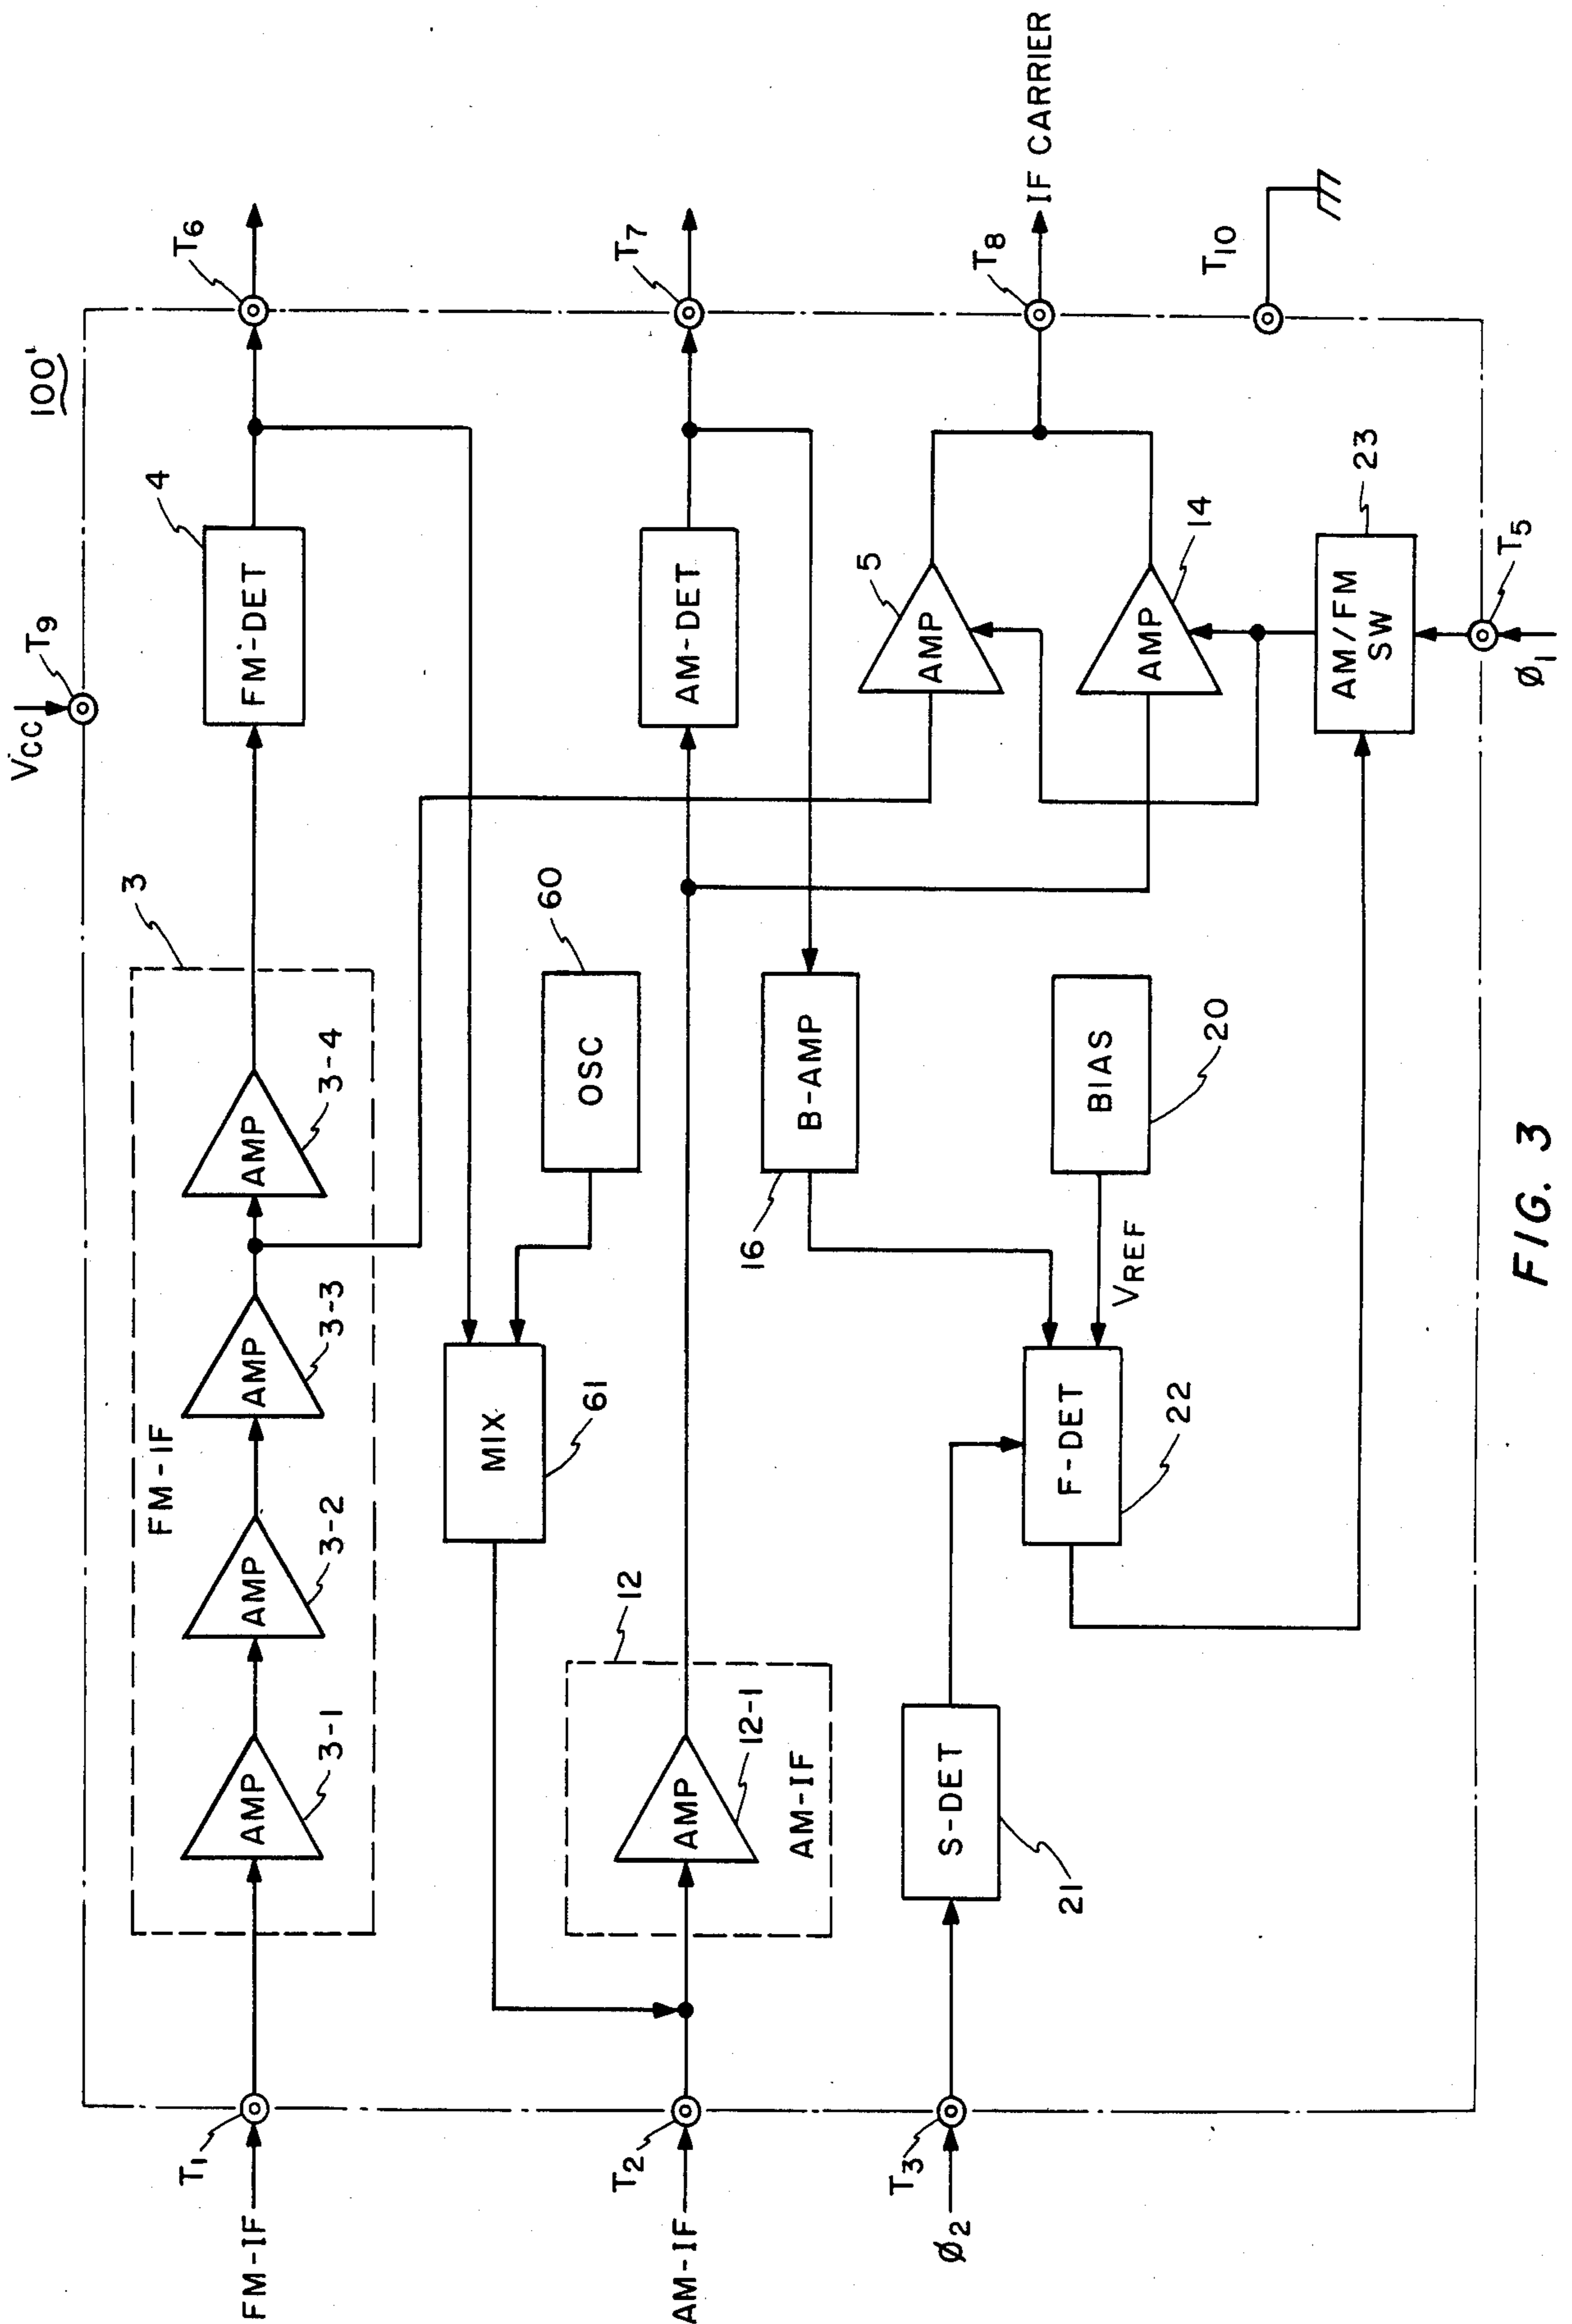 100'
VCC
T9
FM-IF
T1
FM-IF
3
AMP
3-1
AMP
3-2
AMP
3-3
AMP
3-4
FM-DET
4
T6
MIX
61
OSC
60
AM-IF
T2
12
AMP
12-1
AM-IF
AM-DET
T7
B-AMP
16
AMP
5
T8
IF CARRIER
Ø2
T3
S-DET
21
F-DET
22
VREF
BIAS
20
AMP
14
T10
AM/FM
SW
23
T5
Ø1
FIG. 3